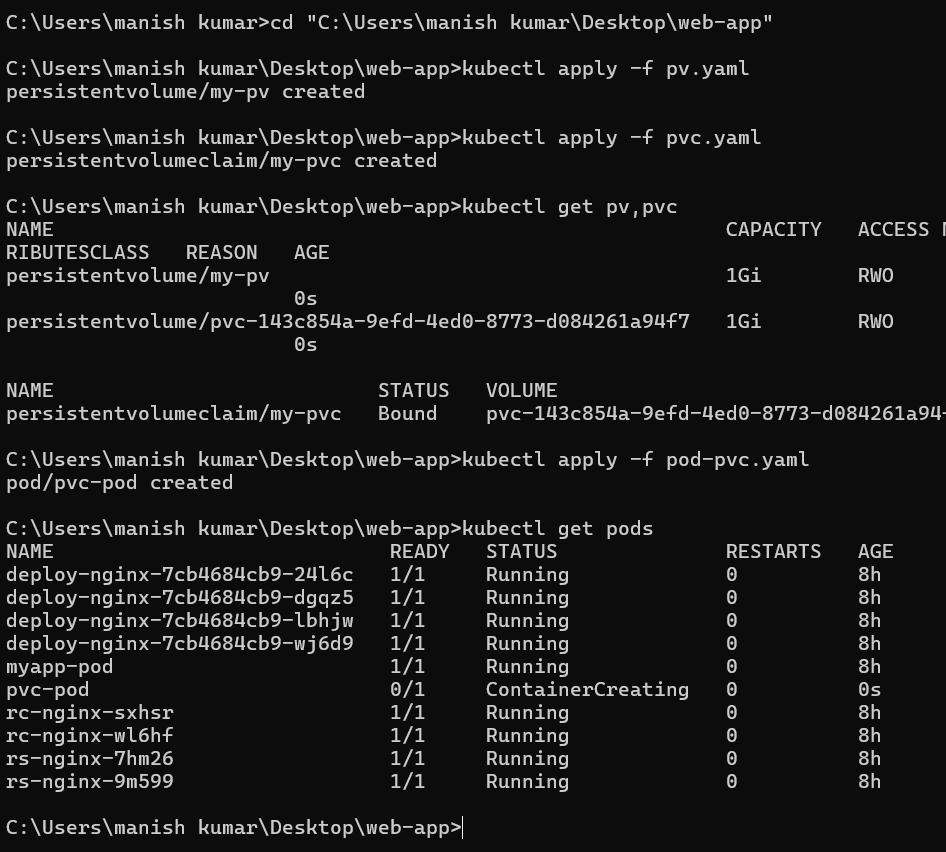 C:\Users\manish kumar>cd "C:\Users\manish kumar\Desktop\web-app"
C:\Users\manish kumar\Desktop\web-app>kubectl apply -f pv.yaml
persistentvolume/my-pv created
C:\Users\manish kumar\Desktop\web-app>kubectl apply -f pvc.yaml
persistentvolumeclaim/my-pvc created
C:\Users\manish kumar\Desktop\web-app>kubectl get pv,pvc
NAME CAPACITY ACCESS
RIBUTESCLASS REASON AGE
persistentvolume/my-pv 1Gi RWO
0s
persistentvolume/pvc-143c854a-9efd-4ed0-8773-d084261a94f7 1Gi RWO
0s
NAME STATUS VOLUME
persistentvolumeclaim/my-pvc Bound pvc-143c854a-9efd-4ed0-8773-d084261a94
C:\Users\manish kumar\Desktop\web-app>kubectl apply -f pod-pvc.yaml
pod/pvc-pod created
C:\Users\manish kumar\Desktop\web-app>kubectl get pods
NAME READY STATUS RESTARTS AGE
deploy-nginx-7cb4684cb9-24l6c 1/1 Running 0 8h
deploy-nginx-7cb4684cb9-dgqz5 1/1 Running 0 8h
deploy-nginx-7cb4684cb9-lbhjw 1/1 Running 0 8h
deploy-nginx-7cb4684cb9-wj6d9 1/1 Running 0 8h
myapp-pod 1/1 Running 0 8h
pvc-pod 0/1 ContainerCreating 0 0s
rc-nginx-sxhsr 1/1 Running 0 8h
rc-nginx-wl6hf 1/1 Running 0 8h
rs-nginx-7hm26 1/1 Running 0 8h
rs-nginx-9m599 1/1 Running 0 8h
C:\Users\manish kumar\Desktop\web-app>